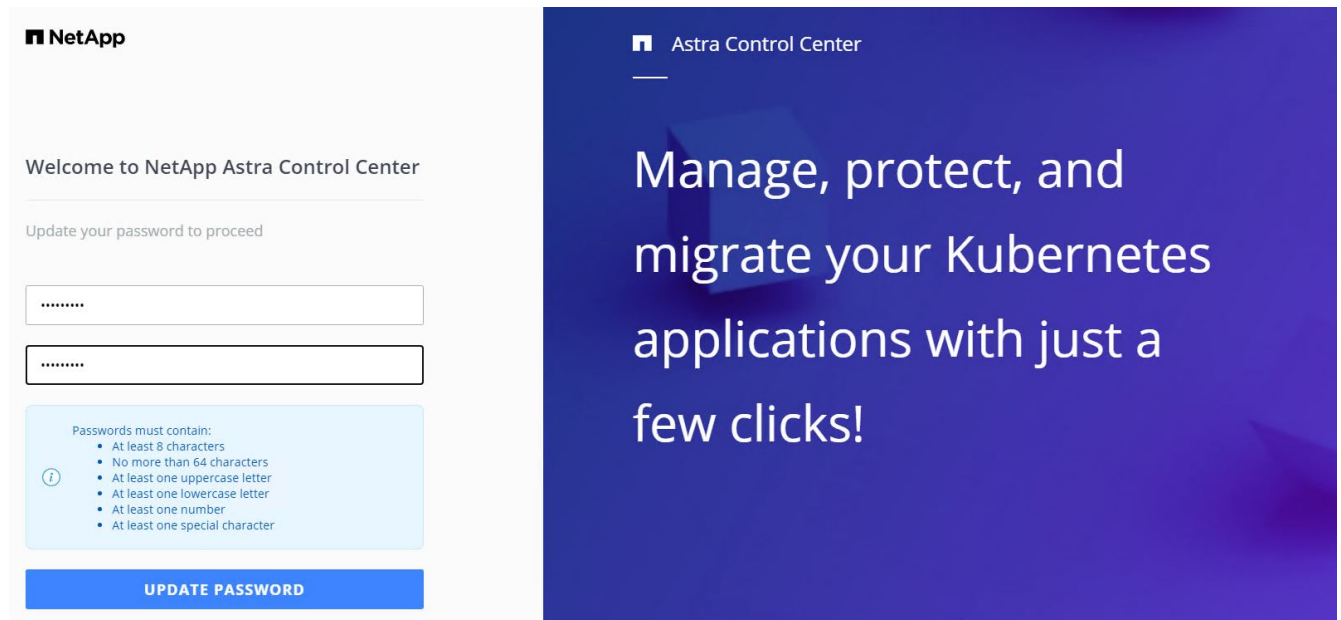 NetApp
Welcome to NetApp Astra Control Center
Update your password to proceed
•••••••••
•••••••••
Passwords must contain:
• At least 8 characters
• No more than 64 characters
• At least one uppercase letter
• At least one lowercase letter
• At least one number
• At least one special character
UPDATE PASSWORD
Astra Control Center
Manage, protect, and
migrate your Kubernetes
applications with just a
few clicks!